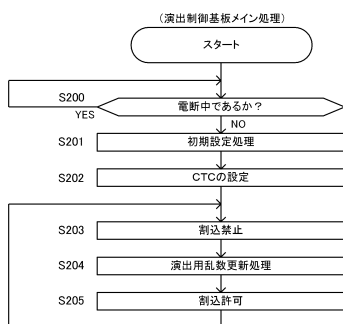 (演出制御基板メイン処理)
スタート
S200
電断中であるか？
YES
NO
S201
初期設定処理
S202
CTCの設定
S203
割込禁止
S204
演出用乱数更新処理
S205
割込許可